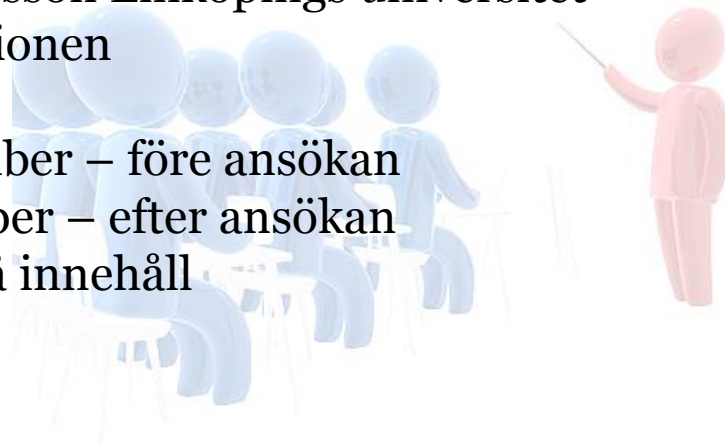 sson Linköpings universitet
ionen
ber – före ansökan
ber – efter ansökan
å innehåll